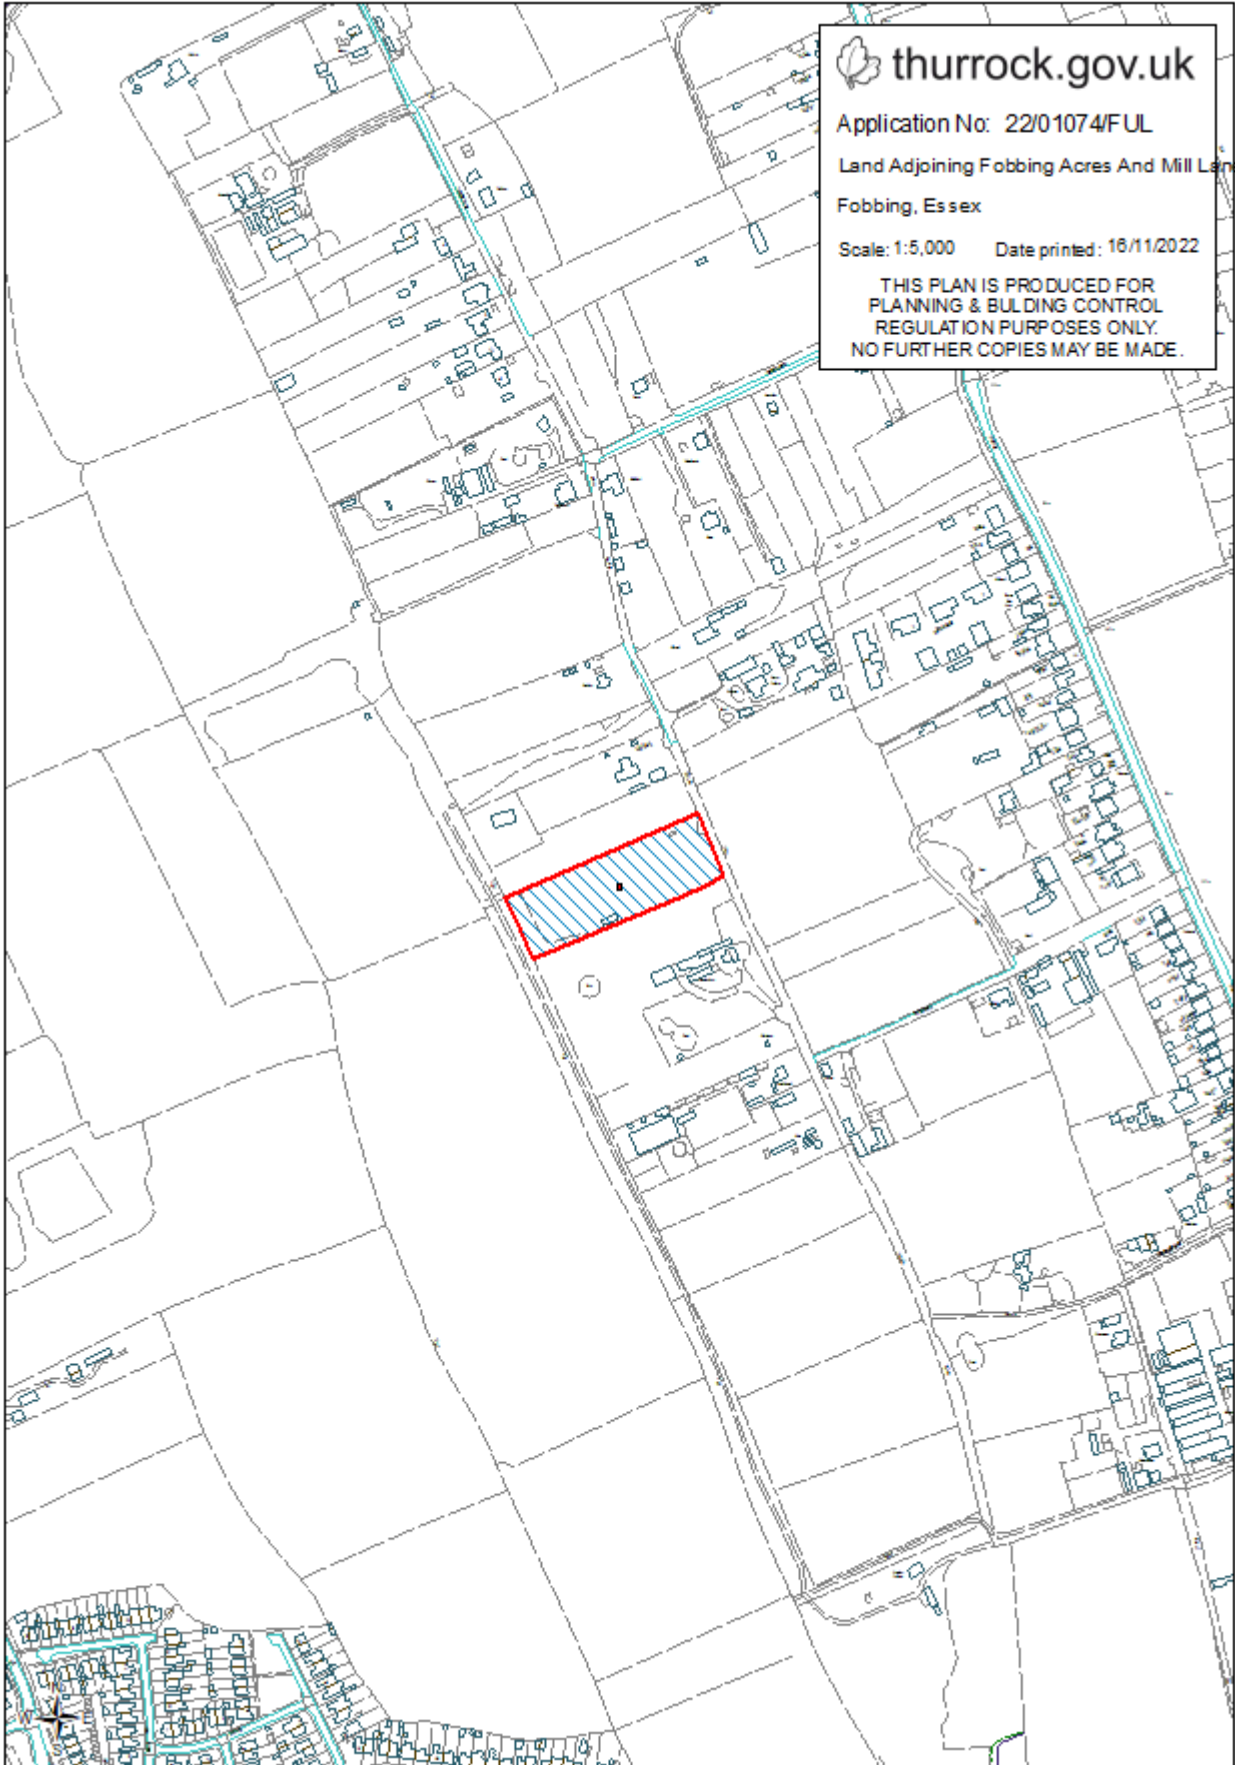 thurrock.gov.uk
Application No: 22/01074/FUL
Land Adjoining Fobbing Acres And Mill Lane
Fobbing, Essex
Scale: 1:5,000 Date printed: 16/11/2022
THIS PLAN IS PRODUCED FOR
PLANNING & BULDING CONTROL
REGULATION PURPOSES ONLY.
NO FURTHER COPIES MAY BE MADE.
N
W E
S